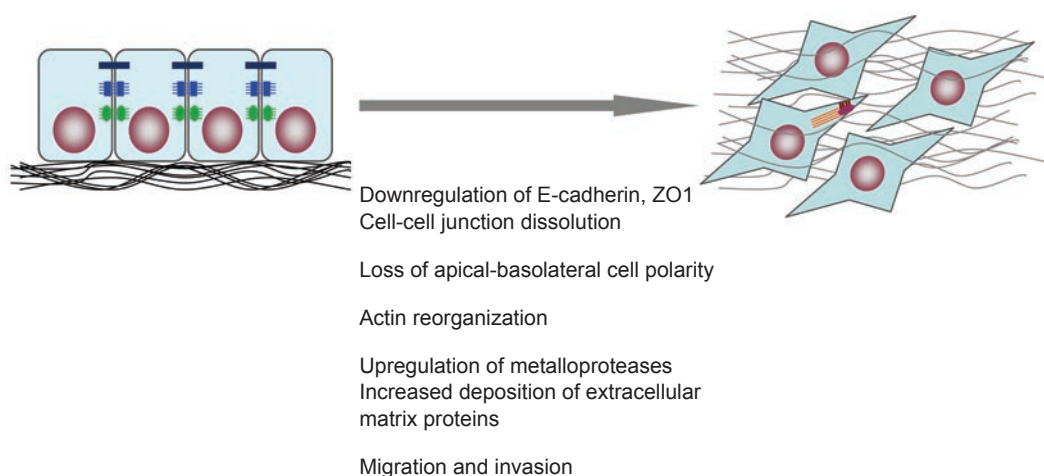 Downregulation of E-cadherin, ZO1
Cell-cell junction dissolution
Loss of apical-basolateral cell polarity
Actin reorganization
Upregulation of metalloproteases
Increased deposition of extracellular
matrix proteins
Migration and invasion